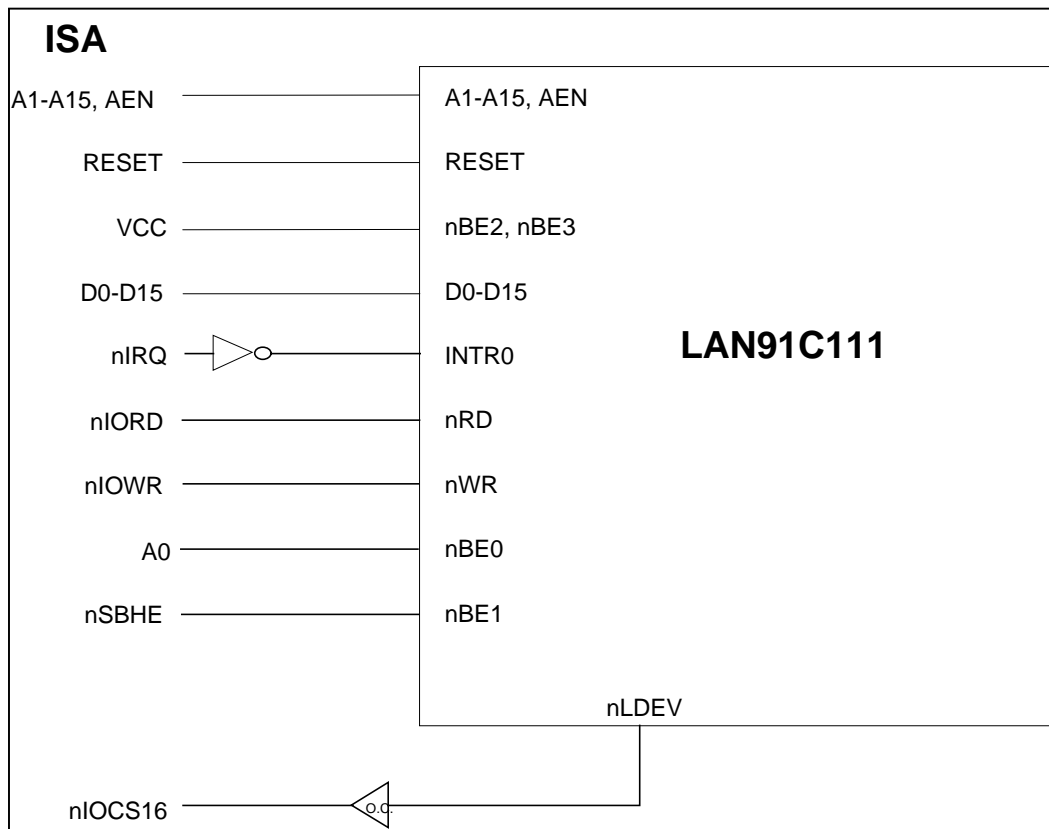 ISA
A1-A15, AEN A1-A15, AEN
RESET RESET
VCC nBE2, nBE3
D0-D15 D0-D15
nIRQ INTR0
LAN91C111
nIORD nRD
nIOWR nWR
A0 nBE0
nSBHE nBE1
nLDEV
nIOCS16 O.C.